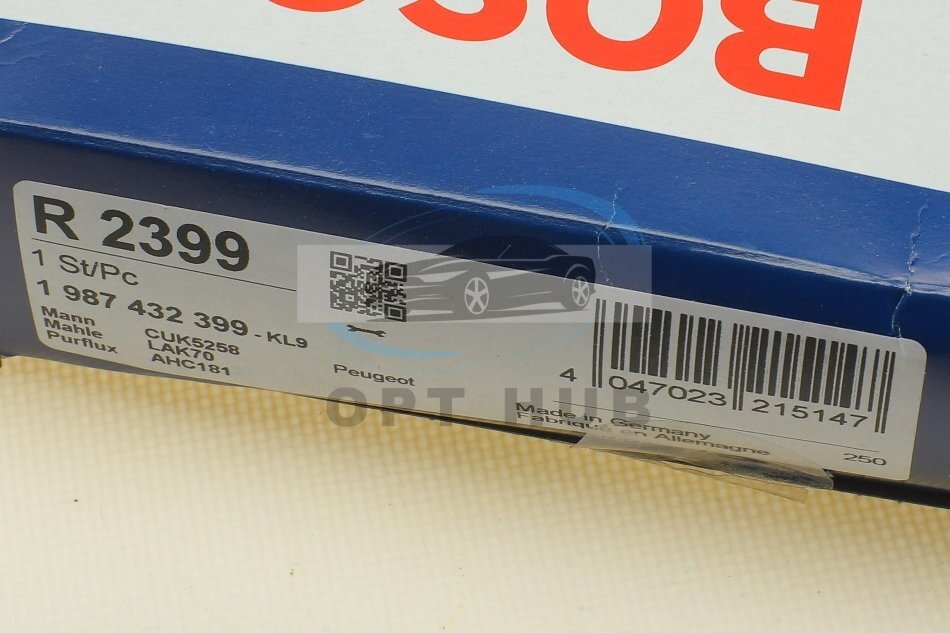 BOSC
R 2399
1 St/Pc
1 987 432 399 - KL9
Mann CUK5258
Mahle LAK70
Purflux AHC181
Peugeot
4 047023 215147
Made in Germany
Fabriqué en Allemagne
250
OPT HUB